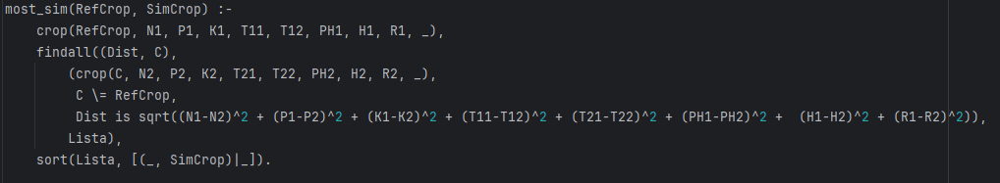 most_sim(RefCrop, SimCrop) :-
    crop(RefCrop, N1, P1, K1, T11, T12, PH1, H1, R1, _),
    findall((Dist, C),
        (crop(C, N2, P2, K2, T21, T22, PH2, H2, R2, _),
         C \= RefCrop,
         Dist is sqrt((N1-N2)^2 + (P1-P2)^2 + (K1-K2)^2 + (T11-T12)^2 + (T21-T22)^2 + (PH1-PH2)^2 +  (H1-H2)^2 + (R1-R2)^2)),
        Lista),
    sort(Lista, [(_, SimCrop)|_]).